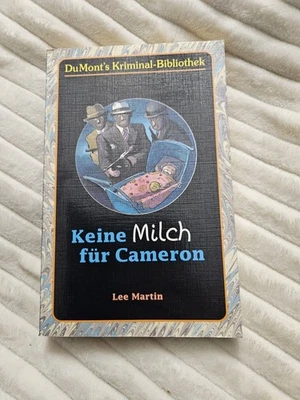 DuMont's Kriminal-Bibliothek
Keine Milch
für Cameron
Lee Martin